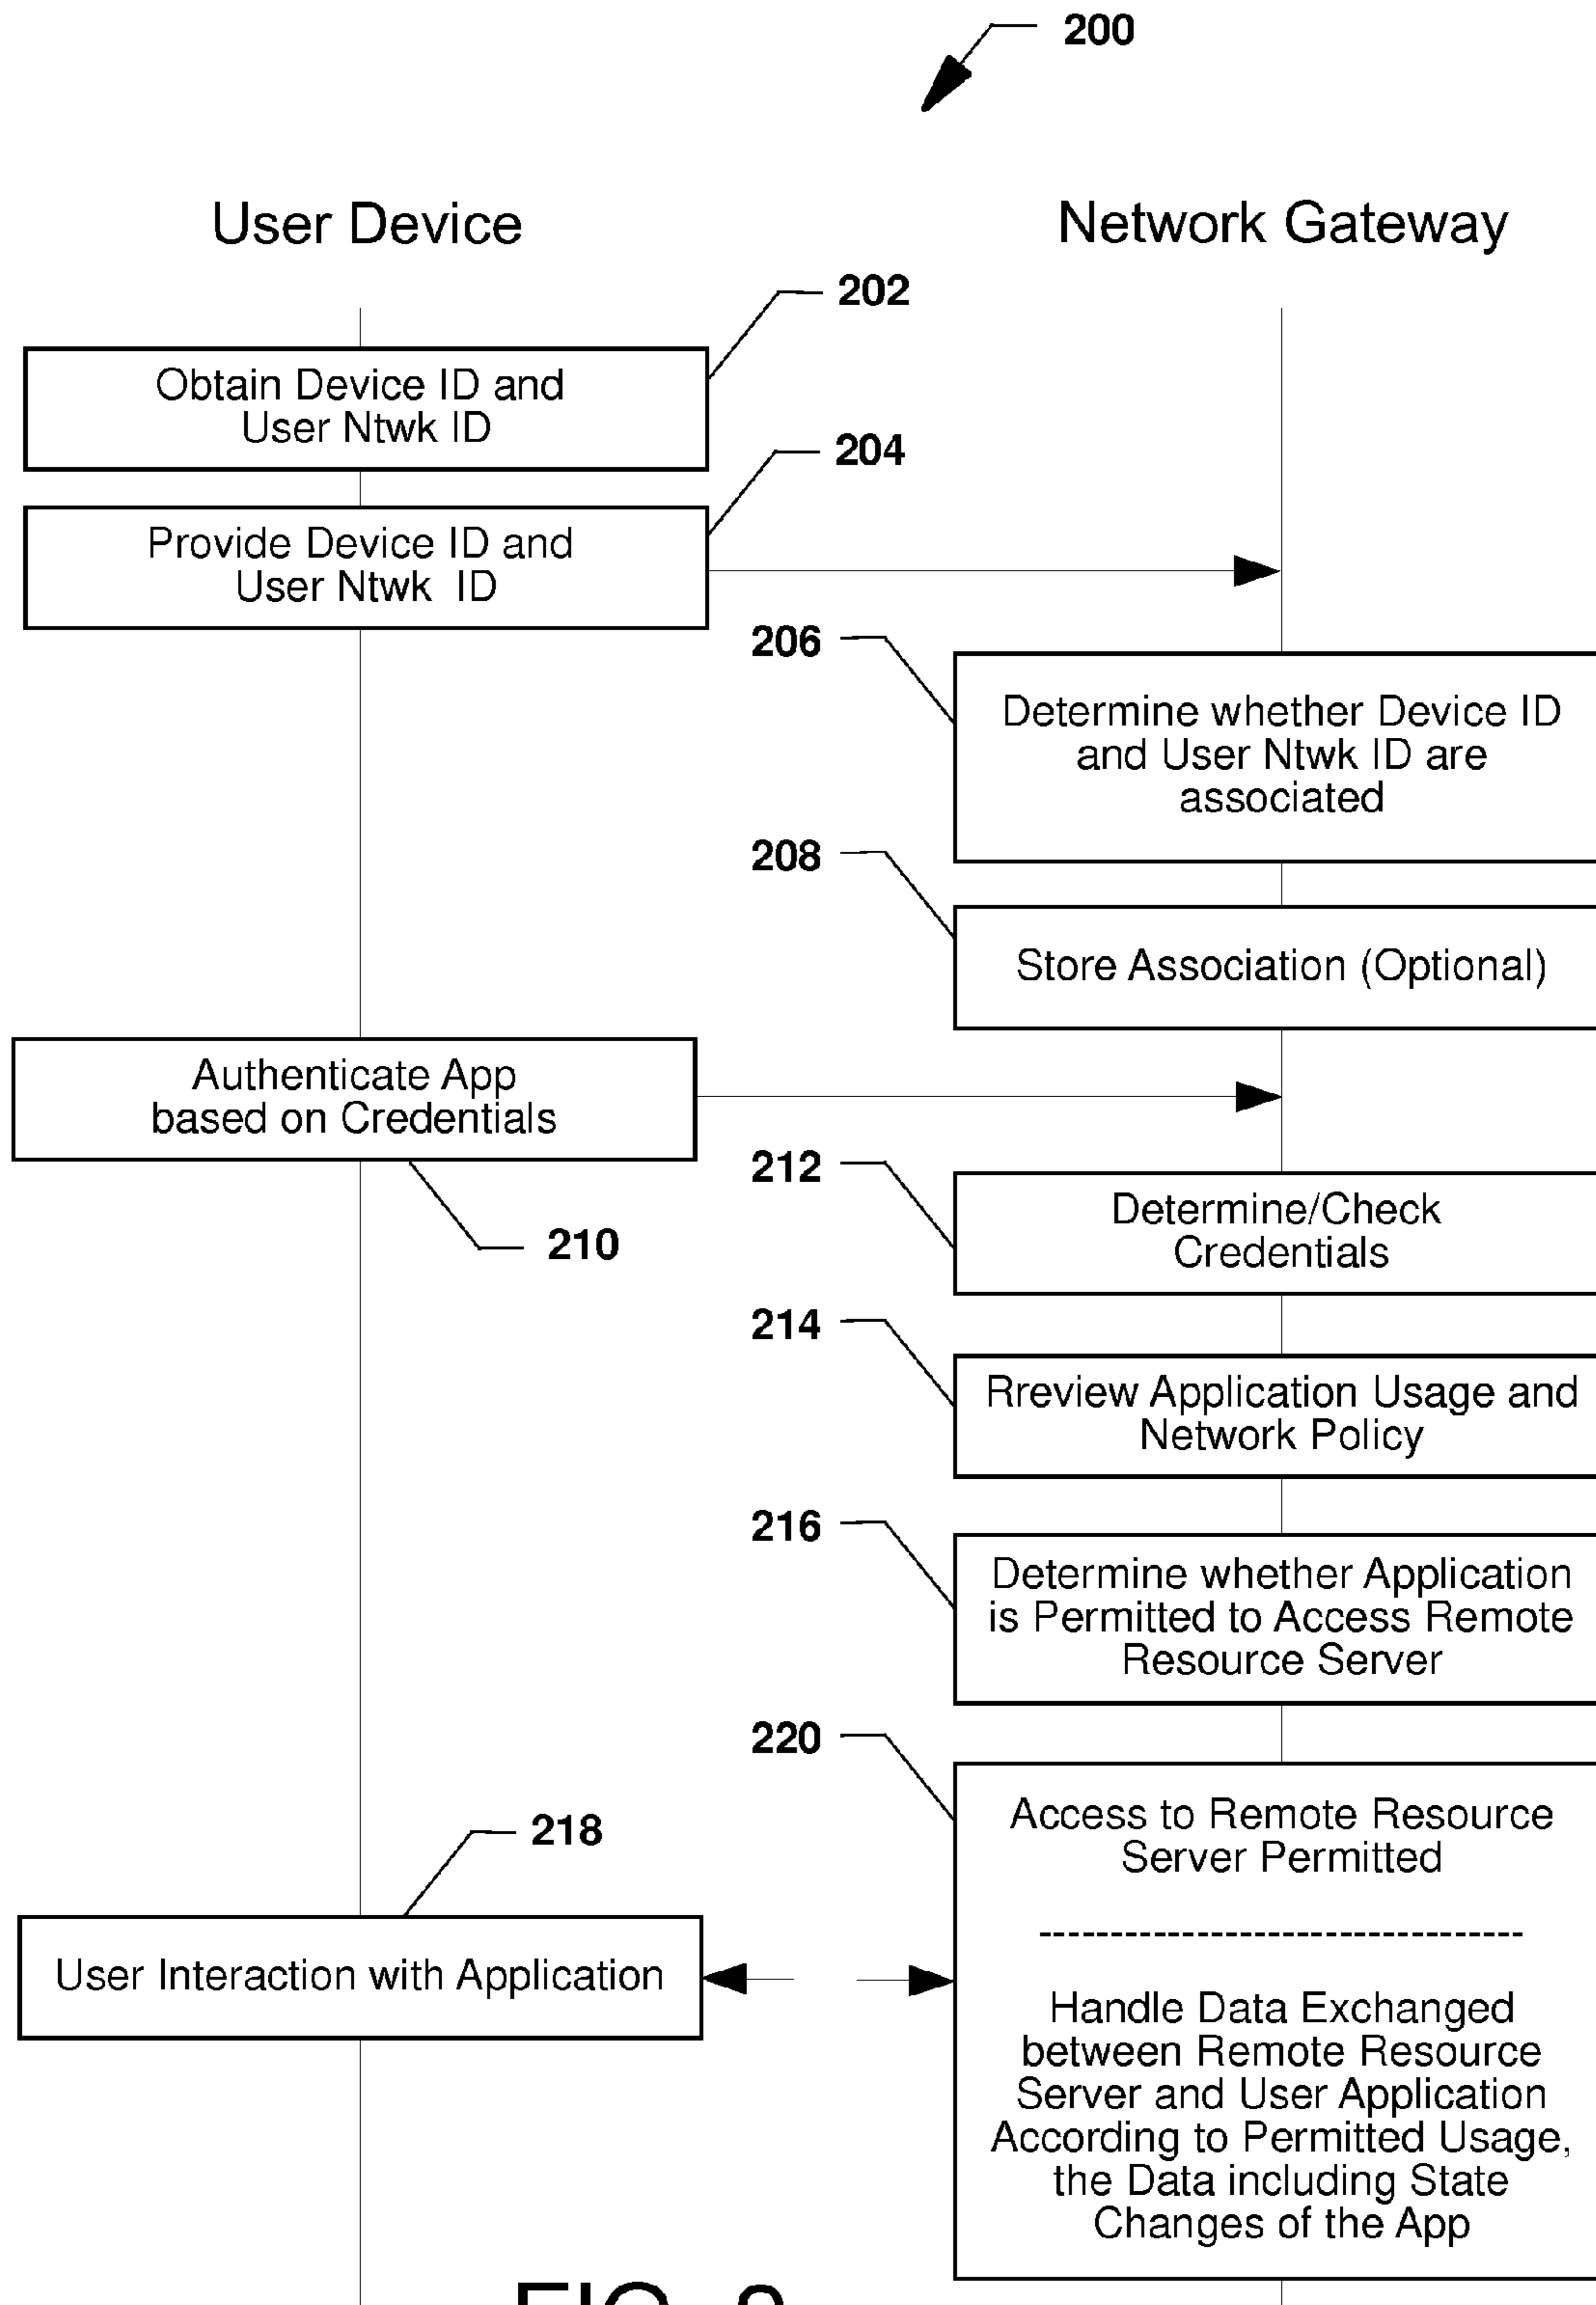 200
User Device
Network Gateway
202
Obtain Device ID and
User Ntwk ID
204
Provide Device ID and
User Ntwk  ID
206
Determine whether Device ID
and User Ntwk ID are
associated
208
Store Association (Optional)
Authenticate App
based on Credentials
210
212
Determine/Check
Credentials
214
Rreview Application Usage and
Network Policy
216
Determine whether Application
is Permitted to Access Remote
Resource Server
220
Access to Remote Resource
Server Permitted
218
User Interaction with Application
Handle Data Exchanged
between Remote Resource
Server and User Application
According to Permitted Usage,
the Data including State
Changes of the App
FIG.